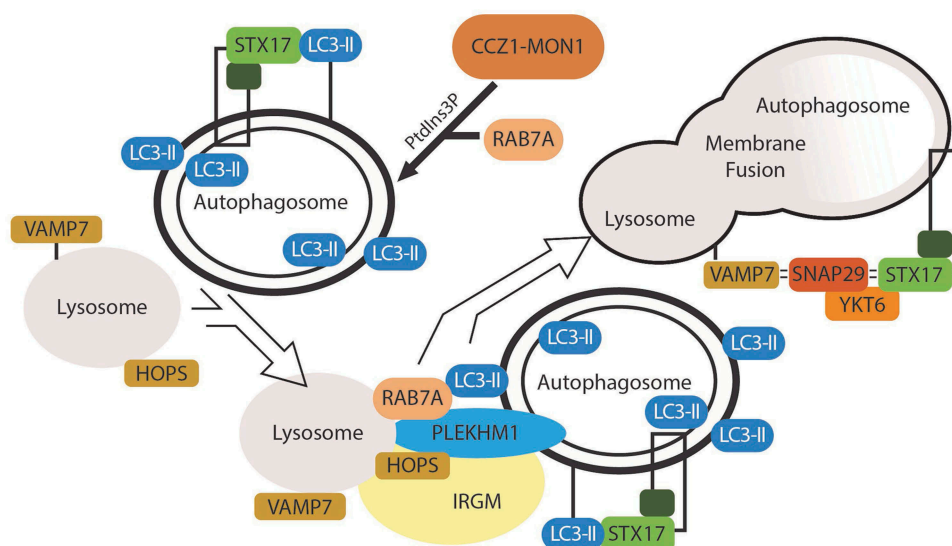 STX17
LC3-II
CCZ1-MON1
PtdIns3P
RAB7A
LC3-II
LC3-II
Autophagosome
LC3-II
LC3-II
VAMP7
Lysosome
HOPS
Autophagosome
Membrane
Fusion
Lysosome
VAMP7
SNAP29
STX17
YKT6
LC3-II
LC3-II
LC3-II
Autophagosome
RAB7A
LC3-II
LC3-II
Lysosome
PLEKHM1
HOPS
VAMP7
IRGM
LC3-II
STX17